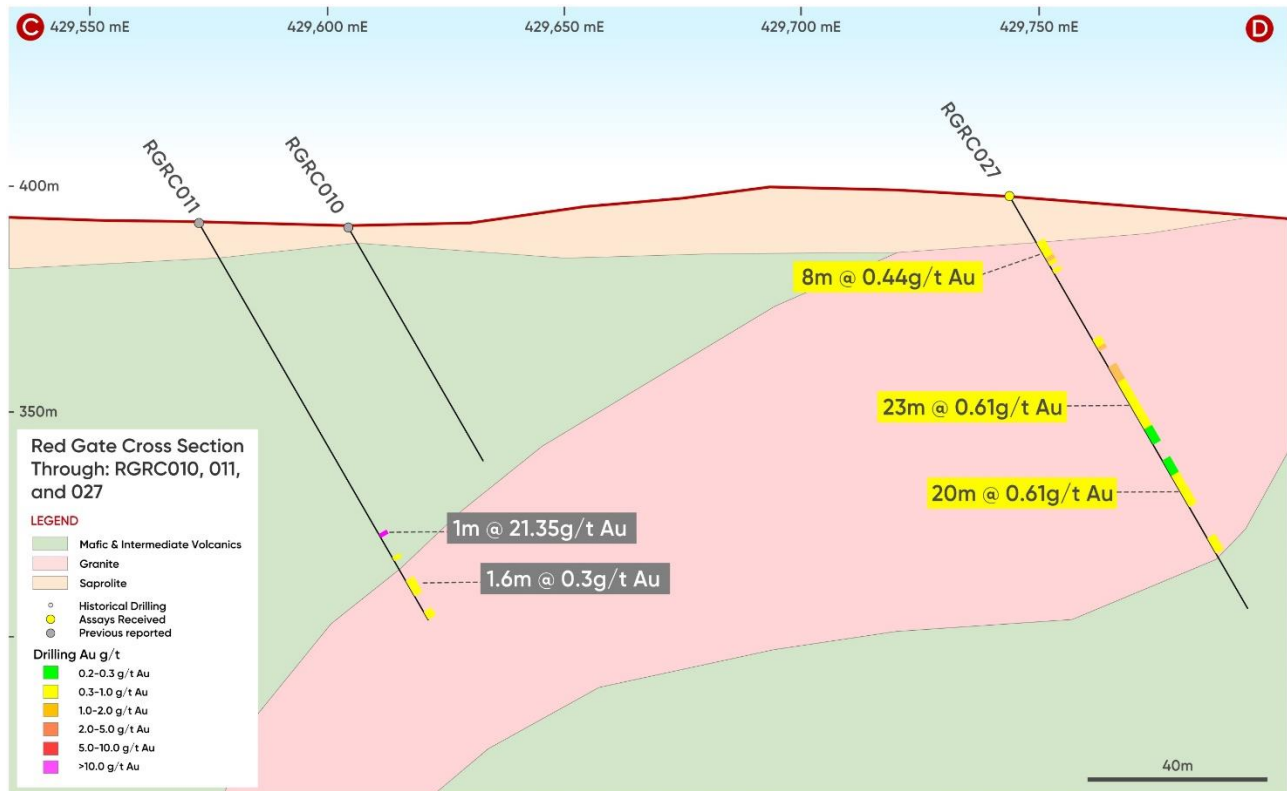 C
429,550 mE
429,600 mE
429,650 mE
429,700 mE
429,750 mE
D
RGRC011
RGRC010
RGRC027
- 400m
8m @ 0.44g/t Au
23m @ 0.61g/t Au
- 350m
20m @ 0.61g/t Au
1m @ 21.35g/t Au
1.6m @ 0.3g/t Au
Red Gate Cross Section
Through: RGRC010, 011,
and 027
LEGEND
Mafic & Intermediate Volcanics
Granite
Saprolite
Historical Drilling
Assays Received
Previous reported
Drilling Au g/t
0.2-0.3 g/t Au
0.3-1.0 g/t Au
1.0-2.0 g/t Au
2.0-5.0 g/t Au
5.0-10.0 g/t Au
>10.0 g/t Au
40m